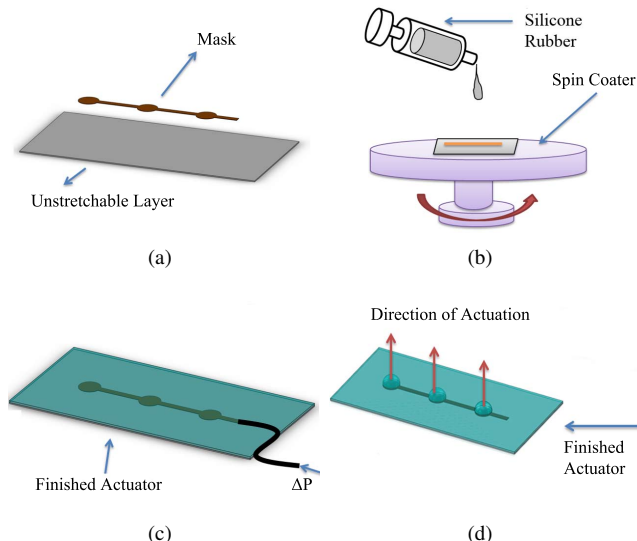 Mask
Unstretchable Layer
(a)
Silicone
Rubber
Spin Coater
(b)
Finished Actuator
ΔP
(c)
Direction of Actuation
Finished
Actuator
(d)